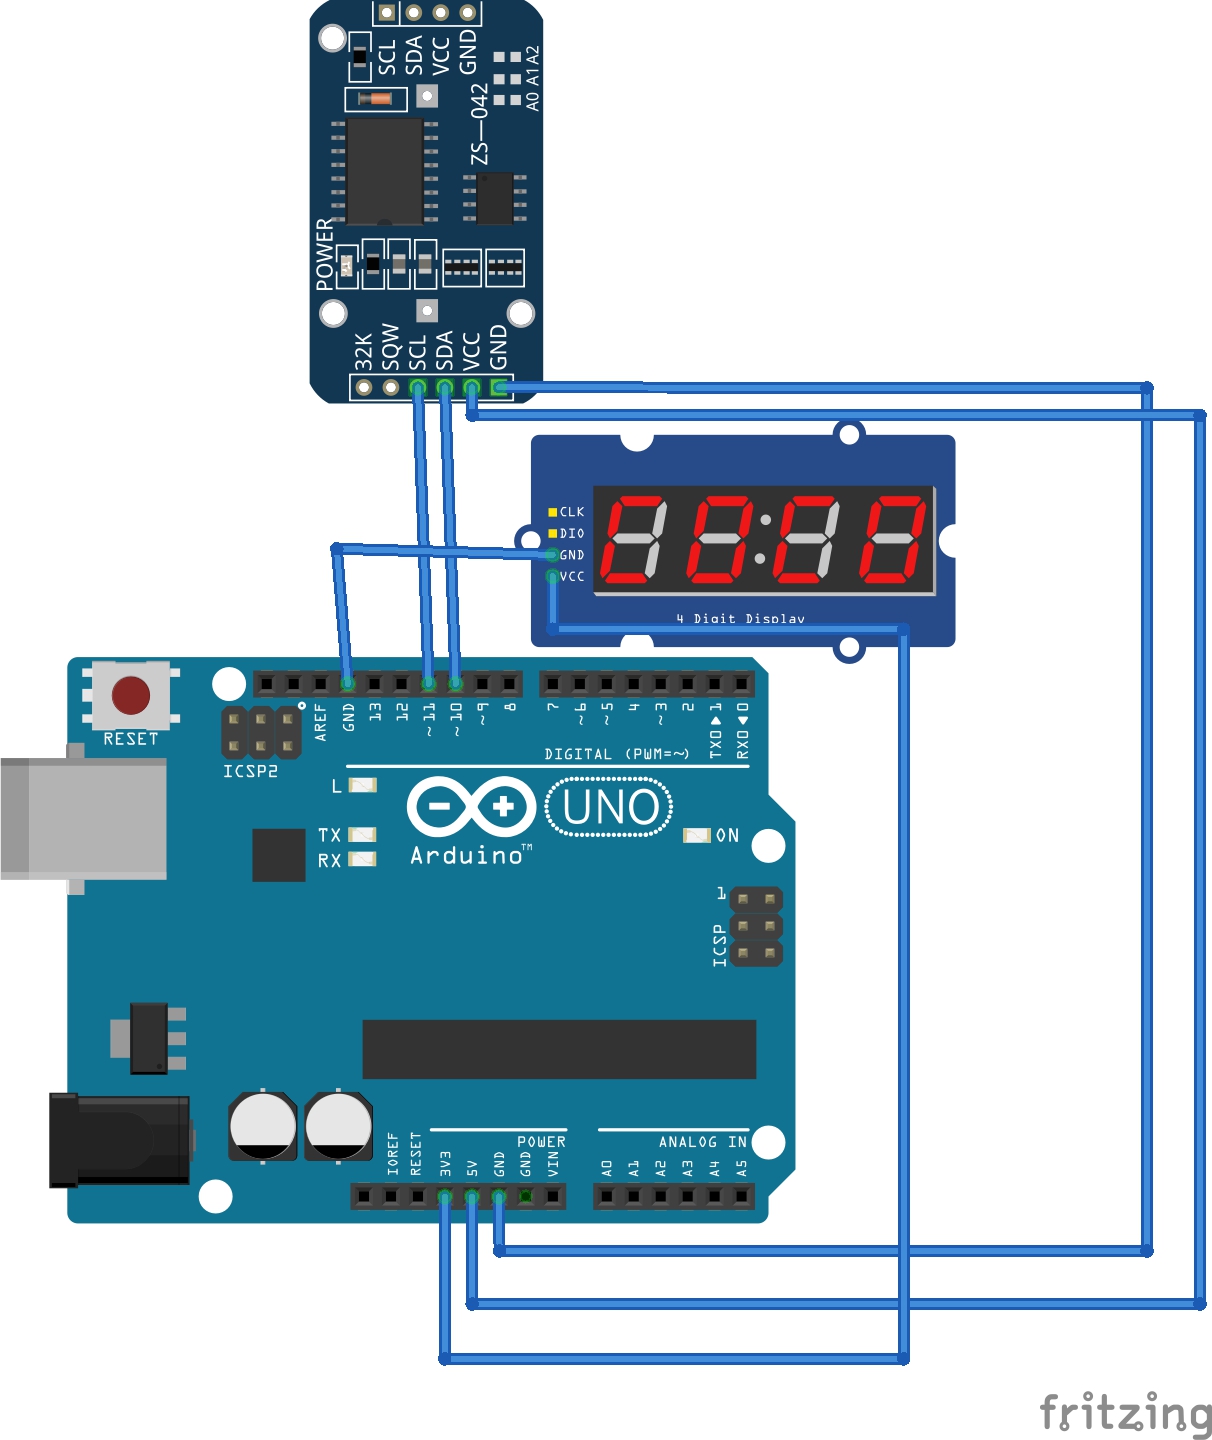 SCL
SDA
VCC
GND
A0 A1 A2
ZS-042
POWER
32K
SQW
SCL
SDA
VCC
GND
CLK
DIO
GND
VCC
4 Digit Display
RESET
ICSP2
AREF
GND
13
12
~11
~10
~9
8
7
~6
~5
4
~3
2
TX0▶1
RX0◀0
DIGITAL (PWM=~)
L
TX
RX
UNO
ON
Arduino™
1
ICSP
IOREF
RESET
3V3
5V
GND
GND
VIN
POWER
ANALOG IN
A0
A1
A2
A3
A4
A5
fritzing